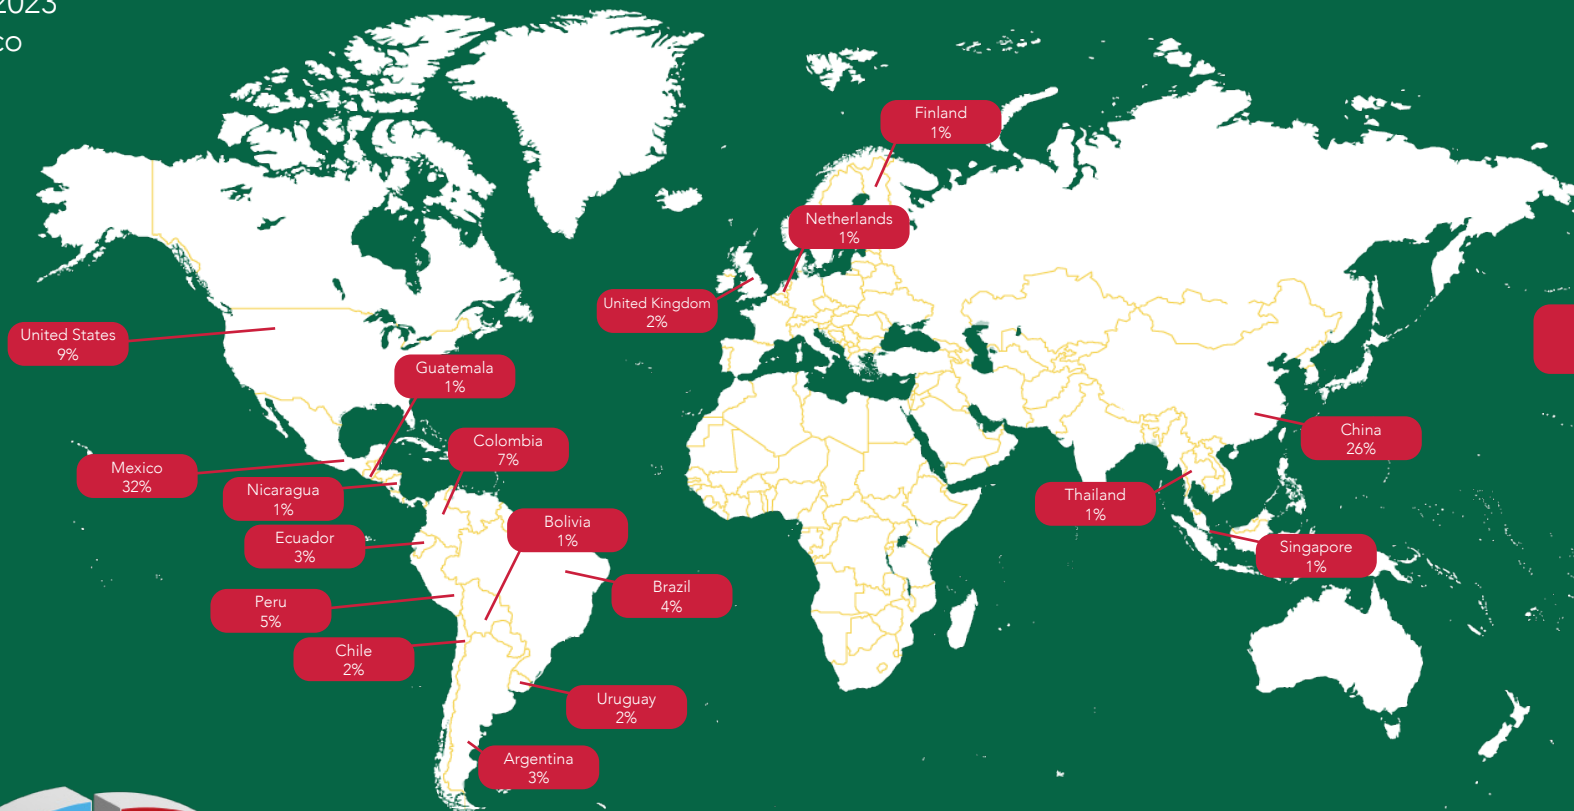 2023
Finland
1%
Netherlands
1%
United Kingdom
2%
United States
9%
Guatemala
1%
Colombia
7%
China
26%
Mexico
32%
Nicaragua
1%
Thailand
1%
Bolivia
1%
Ecuador
3%
Singapore
1%
Brazil
4%
Peru
5%
Chile
2%
Uruguay
2%
Argentina
3%